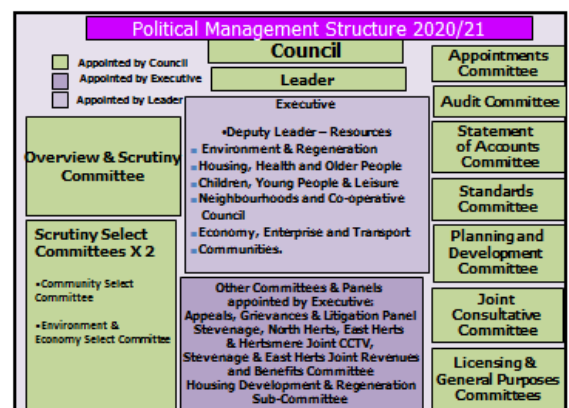 Political Management Structure 2020/21
Appointed by Council
Appointed by Executive
Appointed by Leader
Council
Leader
Overview & Scrutiny
Committee
Scrutiny Select
Committees X 2
•Community Select
Committee
•Environment &
Economy Select Committee
Executive
•Deputy Leader – Resources
Environment & Regeneration
Housing, Health and Older People
Children, Young People & Leisure
Neighbourhoods and Co-operative
Council
Economy, Enterprise and Transport
Communities.
Other Committees & Panels
appointed by Executive:
Appeals, Grievances & Litigation Panel
Stevenage, North Herts, East Herts
& Hertsmere Joint CCTV,
Stevenage & East Herts Joint Revenues
and Benefits Committee
Housing Development & Regeneration
Sub-Committee
Appointments
Committee
Audit Committee
Statement
of Accounts
Committee
Standards
Committee
Planning and
Development
Committee
Joint
Consultative
Committee
Licensing &
General Purposes
Committees